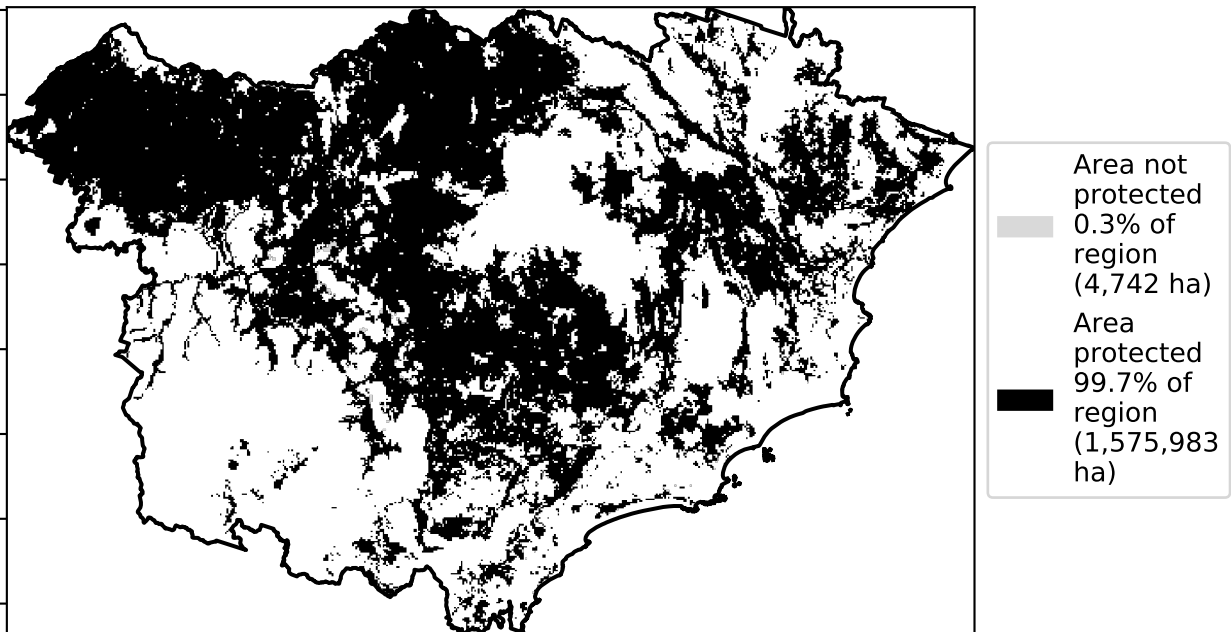 Area not
protected
0.3% of
region
(4,742 ha)
Area
protected
99.7% of
region
(1,575,983
ha)